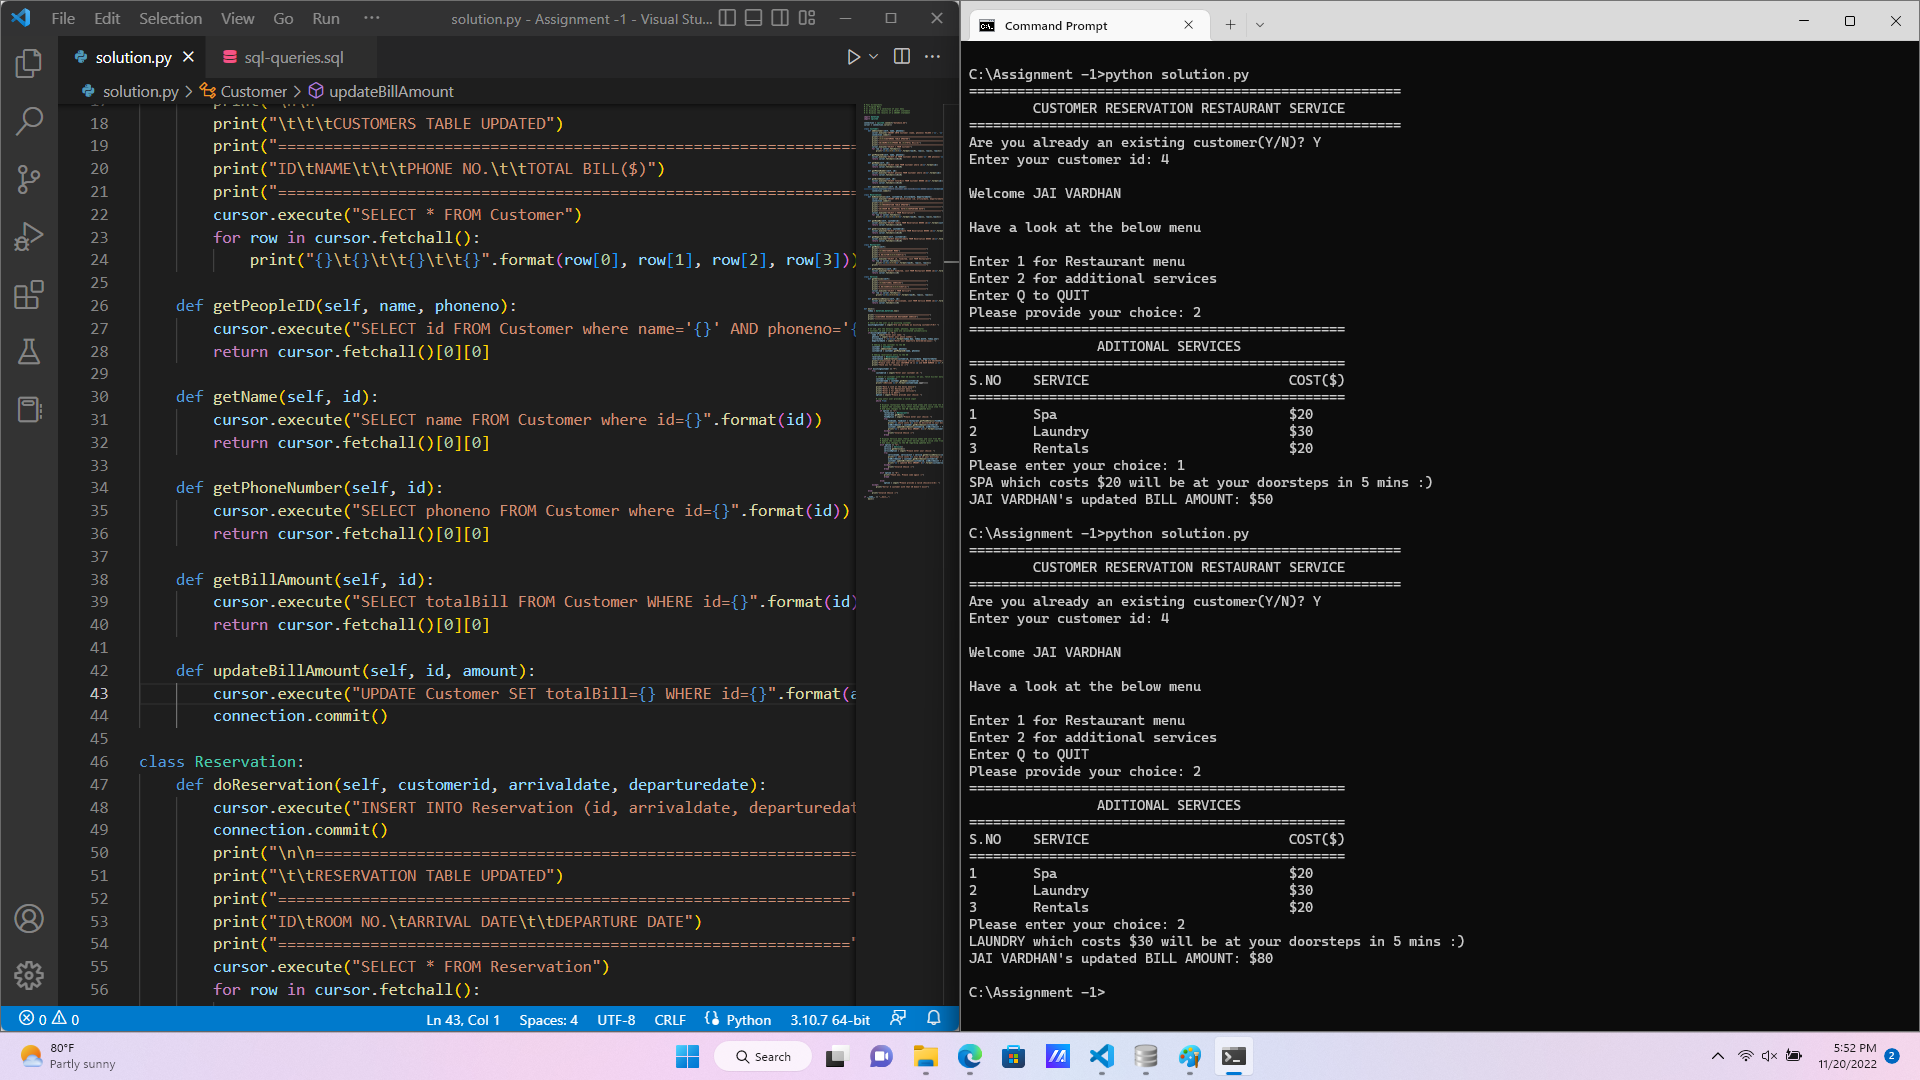 File Edit Selection View Go Run ··· solution.py - Assignment -1 - Visual Stu...
solution.py sql-queries.sql
solution.py > Customer > updateBillAmount
18 print("\t\t\tCUSTOMERS TABLE UPDATED")
19 print("===============================================================
20 print("ID\tNAME\t\t\tPHONE NO.\t\tTOTAL BILL($)")
21 print("===============================================================
22 cursor.execute("SELECT * FROM Customer")
23 for row in cursor.fetchall():
24 print("{}\t{}\t\t{}\t\t{}".format(row[0], row[1], row[2], row[3]))
25
26 def getPeopleID(self, name, phoneno):
27 cursor.execute("SELECT id FROM Customer where name='{}' AND phoneno='{
28 return cursor.fetchall()[0][0]
29
30 def getName(self, id):
31 cursor.execute("SELECT name FROM Customer where id={}".format(id))
32 return cursor.fetchall()[0][0]
33
34 def getPhoneNumber(self, id):
35 cursor.execute("SELECT phoneno FROM Customer where id={}".format(id))
36 return cursor.fetchall()[0][0]
37
38 def getBillAmount(self, id):
39 cursor.execute("SELECT totalBill FROM Customer WHERE id={}".format(id)
40 return cursor.fetchall()[0][0]
41
42 def updateBillAmount(self, id, amount):
43 cursor.execute("UPDATE Customer SET totalBill={} WHERE id={}".format(a
44 connection.commit()
45
46 class Reservation:
47 def doReservation(self, customerid, arrivaldate, departuredate):
48 cursor.execute("INSERT INTO Reservation (id, arrivaldate, departuredat
49 connection.commit()
50 print("\n\n===========================================================
51 print("\t\tRESERVATION TABLE UPDATED")
52 print("=============================================================="
53 print("ID\tROOM NO.\tARRIVAL DATE\t\tDEPARTURE DATE")
54 print("=============================================================="
55 cursor.execute("SELECT * FROM Reservation")
56 for row in cursor.fetchall():
0 0 Ln 43, Col 1 Spaces: 4 UTF-8 CRLF Python 3.10.7 64-bit
Command Prompt
C:\Assignment -1>python solution.py
======================================================
CUSTOMER RESERVATION RESTAURANT SERVICE
======================================================
Are you already an existing customer(Y/N)? Y
Enter your customer id: 4
Welcome JAI VARDHAN
Have a look at the below menu
Enter 1 for Restaurant menu
Enter 2 for additional services
Enter Q to QUIT
Please provide your choice: 2
===============================================
ADITIONAL SERVICES
===============================================
S.NO SERVICE COST($)
===============================================
1 Spa $20
2 Laundry $30
3 Rentals $20
Please enter your choice: 1
SPA which costs $20 will be at your doorsteps in 5 mins :)
JAI VARDHAN's updated BILL AMOUNT: $50
C:\Assignment -1>python solution.py
======================================================
CUSTOMER RESERVATION RESTAURANT SERVICE
======================================================
Are you already an existing customer(Y/N)? Y
Enter your customer id: 4
Welcome JAI VARDHAN
Have a look at the below menu
Enter 1 for Restaurant menu
Enter 2 for additional services
Enter Q to QUIT
Please provide your choice: 2
===============================================
ADITIONAL SERVICES
===============================================
S.NO SERVICE COST($)
===============================================
1 Spa $20
2 Laundry $30
3 Rentals $20
Please enter your choice: 2
LAUNDRY which costs $30 will be at your doorsteps in 5 mins :)
JAI VARDHAN's updated BILL AMOUNT: $80
C:\Assignment -1>
80°F
Partly sunny
Search
5:52 PM
11/20/2022
2